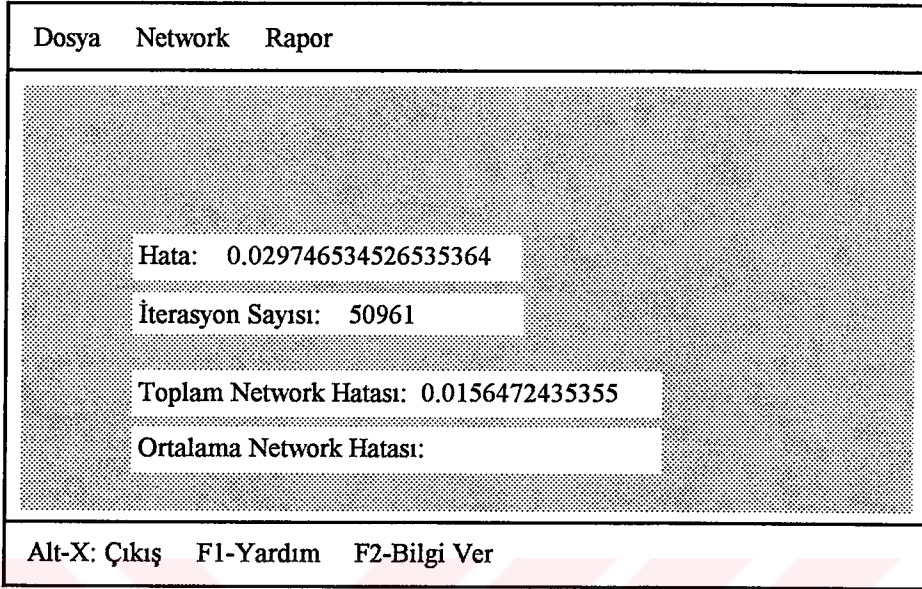 Dosya Network Rapor
Hata: 0.029746534526535364
İterasyon Sayısı: 50961
Toplam Network Hatası: 0.0156472435355
Ortalama Network Hatası:
Alt-X: Çıkış F1-Yardım F2-Bilgi Ver